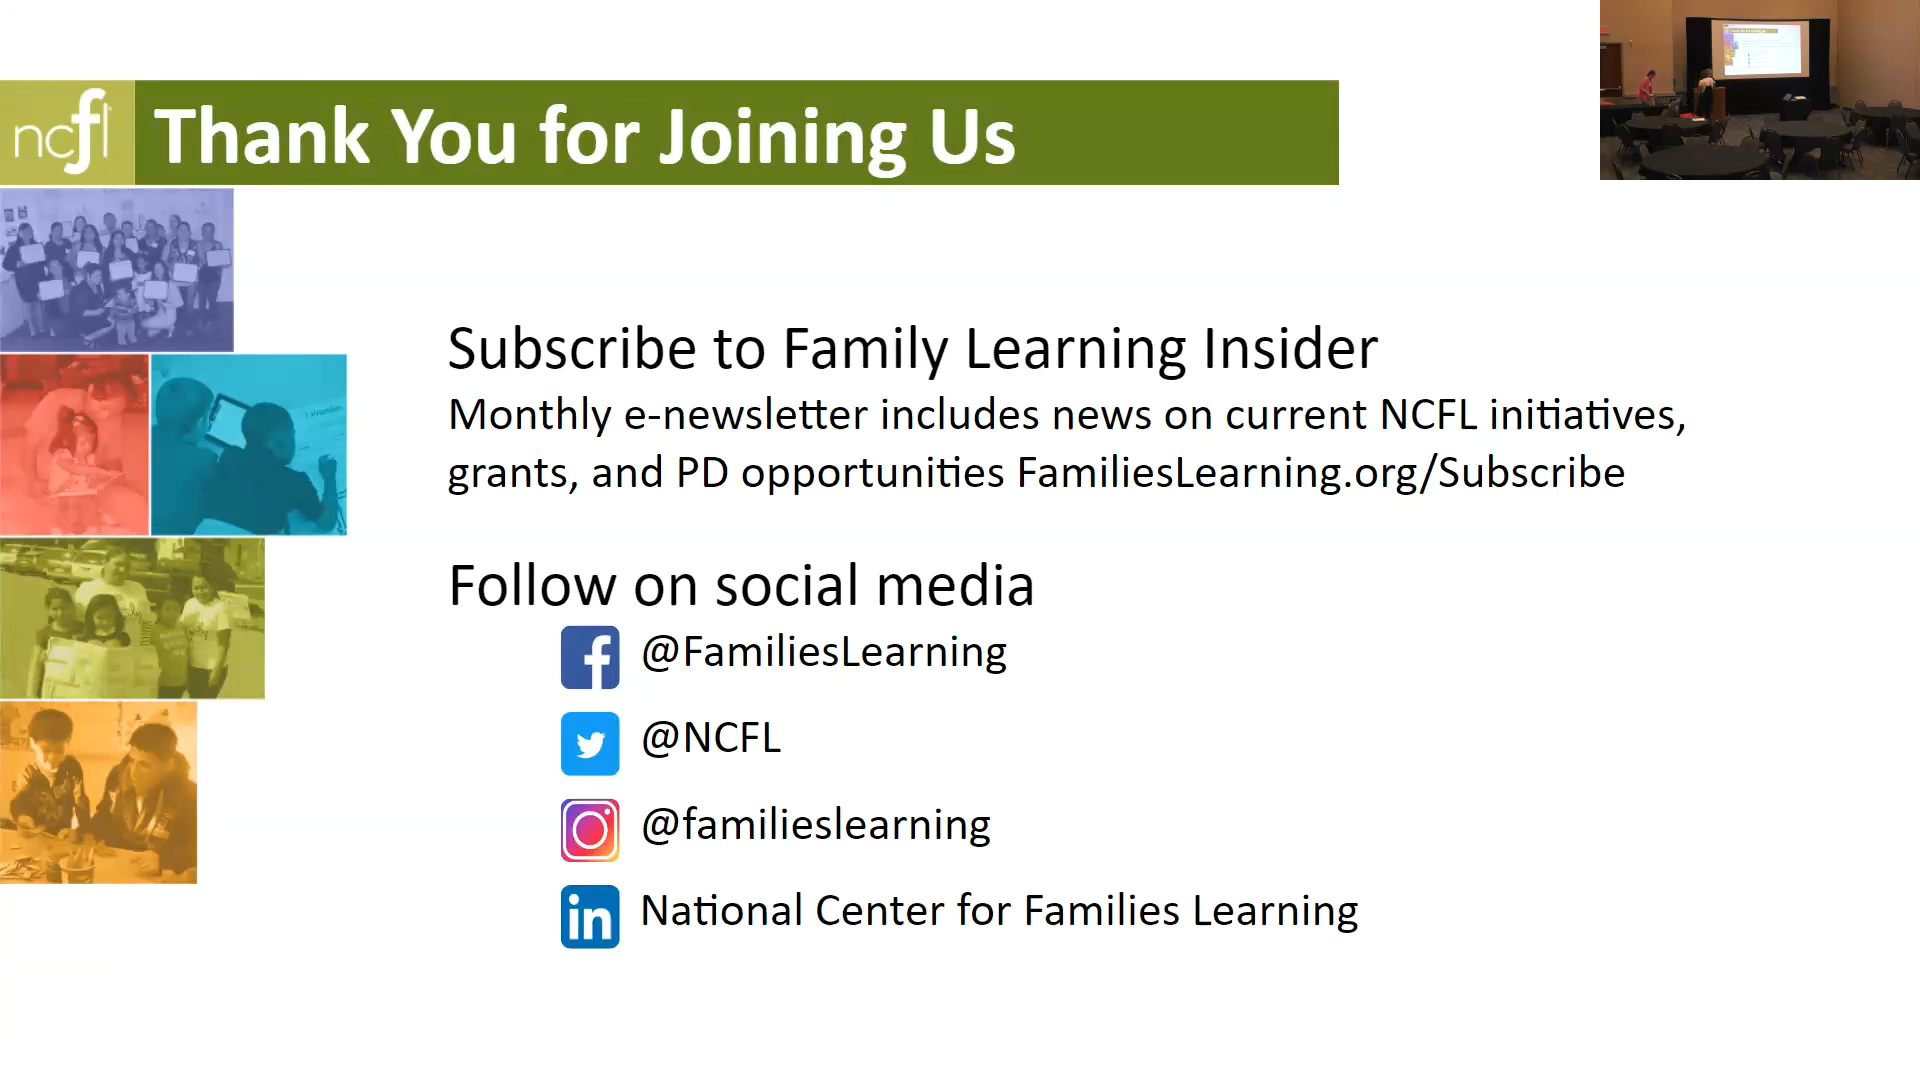 ncfl
Thank You for Joining Us
Subscribe to Family Learning Insider
Monthly e-newsletter includes news on current NCFL initiatives,
grants, and PD opportunities FamiliesLearning.org/Subscribe
Follow on social media
@FamiliesLearning
@NCFL
@familieslearning
in
National Center for Families Learning